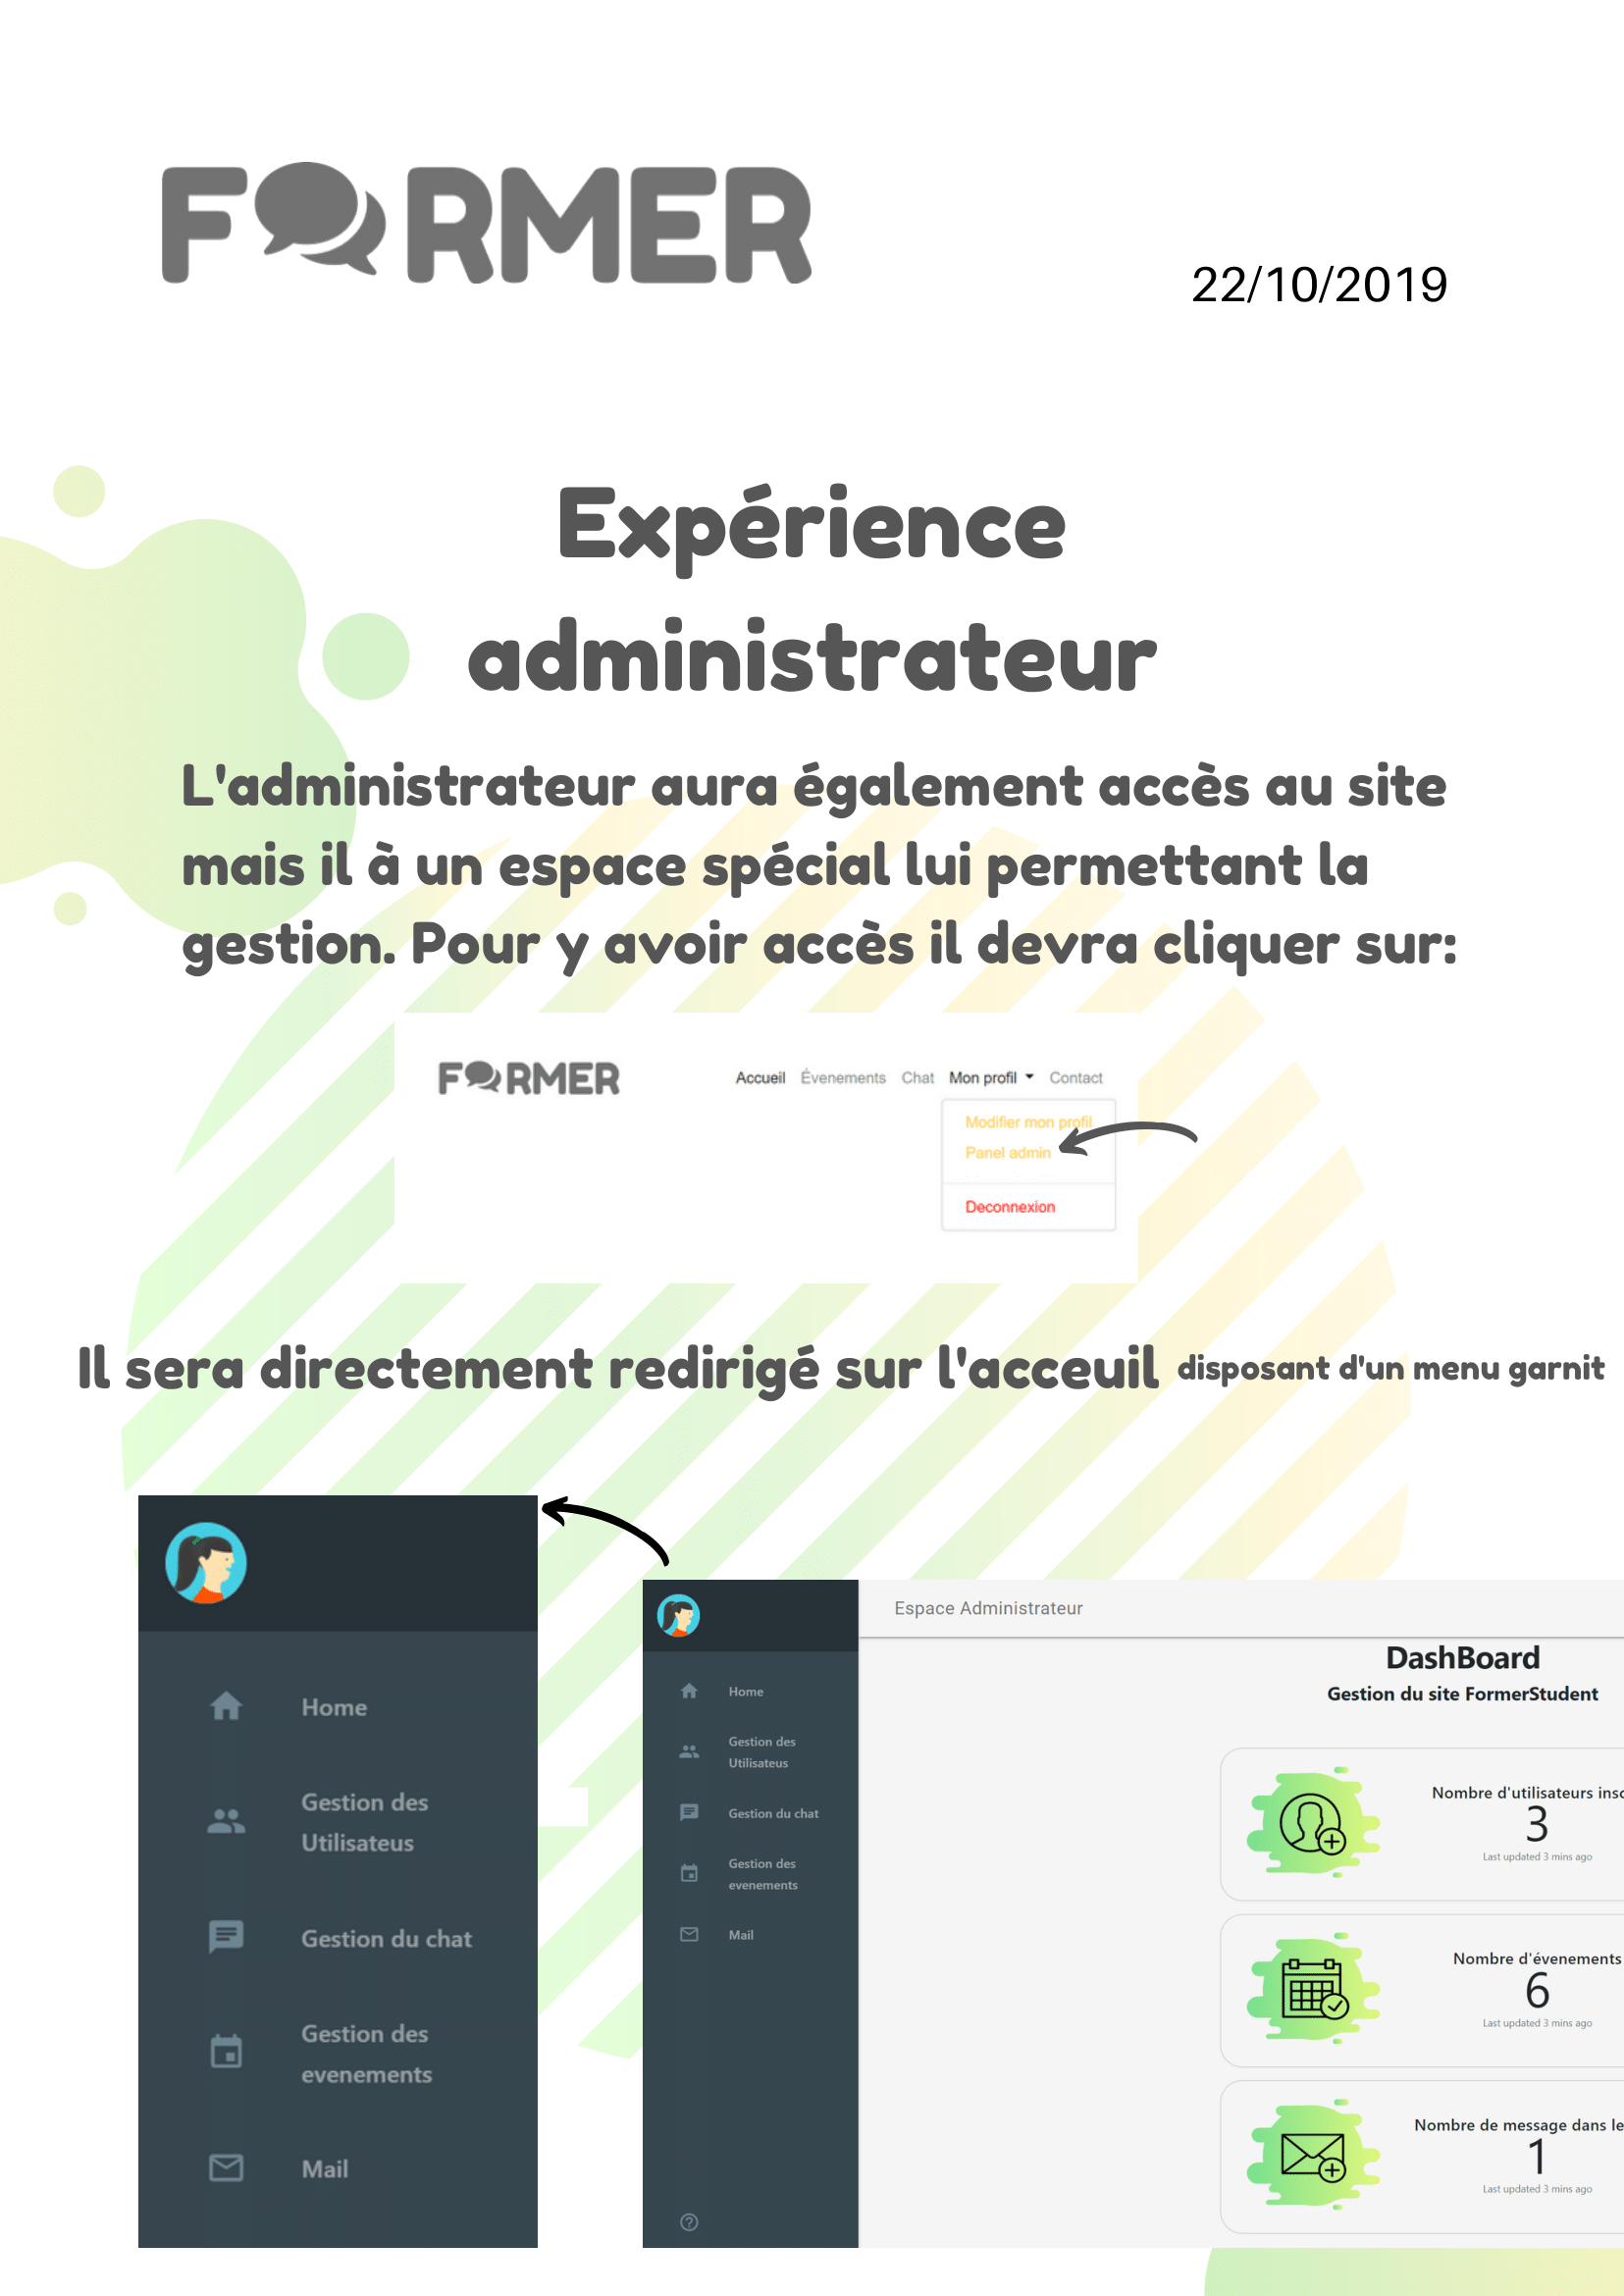 FORMER
22/10/2019
Expérience
administrateur
L'administrateur aura également accès au site
mais il à un espace spécial lui permettant la
gestion. Pour y avoir accès il devra cliquer sur:
FORMER
Accueil Évenements Chat Mon profil Contact
Modifier mon profil
Panel admin
Deconnexion
Il sera directement redirigé sur l'acceuil disposant d'un menu garnit
Home
Gestion des
Utilisateus
Gestion du chat
Gestion des
evenements
Mail
Espace Administrateur
Home
Gestion des
Utilisateus
Gestion du chat
Gestion des
evenements
Mail
DashBoard
Gestion du site FormerStudent
Nombre d'utilisateurs
3
Last updated 3 mins ago
Nombre d'évenements
6
Last updated 3 mins ago
Nombre de message dans le
1
Last updated 3 mins ago